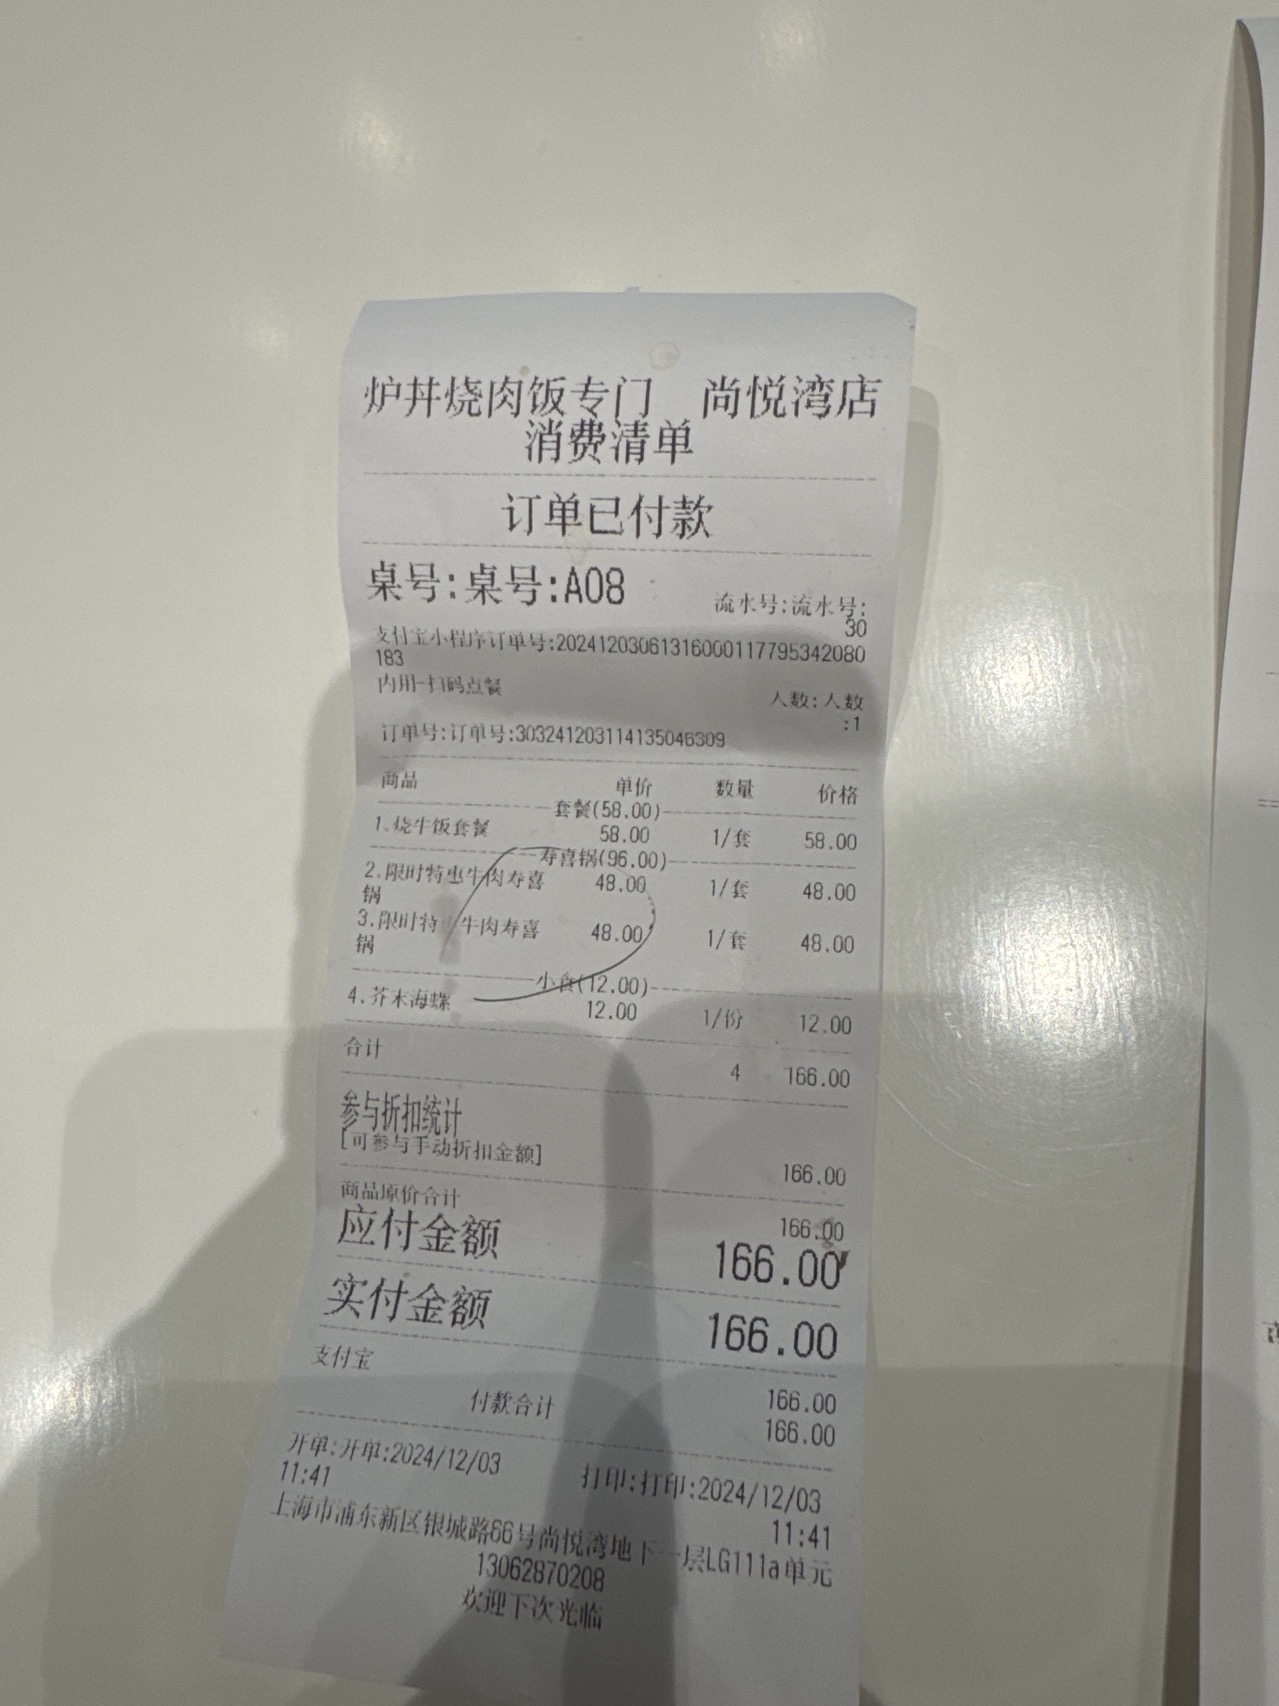 炉丼烧肉饭专门 尚悦湾店
消费清单
订单已付款
桌号:桌号:A08
流水号:流水号:
30
支付宝小程序订单号:20241203061316000117795342080
183
内用-扫码点餐
人数:人数
:1
订单号:订单号:303241203114135046309
商品 单价 数量 价格
套餐(58.00)
1.烧牛饭套餐 58.00 1/套 58.00
寿喜锅(96.00)
2.限时特惠牛肉寿喜 48.00 1/套 48.00
锅
3.限时特 牛肉寿喜 48.00 1/套 48.00
锅
小食(12.00)
4.芥末海螺 12.00 1/份 12.00
合计 4 166.00
参与折扣统计
[可参与手动折扣金额]
166.00
商品原价合计 166.00
应付金额 166.00
实付金额 166.00
支付宝 166.00
付款合计 166.00
开单:开单:2024/12/03
11:41
打印:打印:2024/12/03
11:41
上海市浦东新区银城路66号尚悦湾地下一层LG111a单元
13062870208
欢迎下次光临